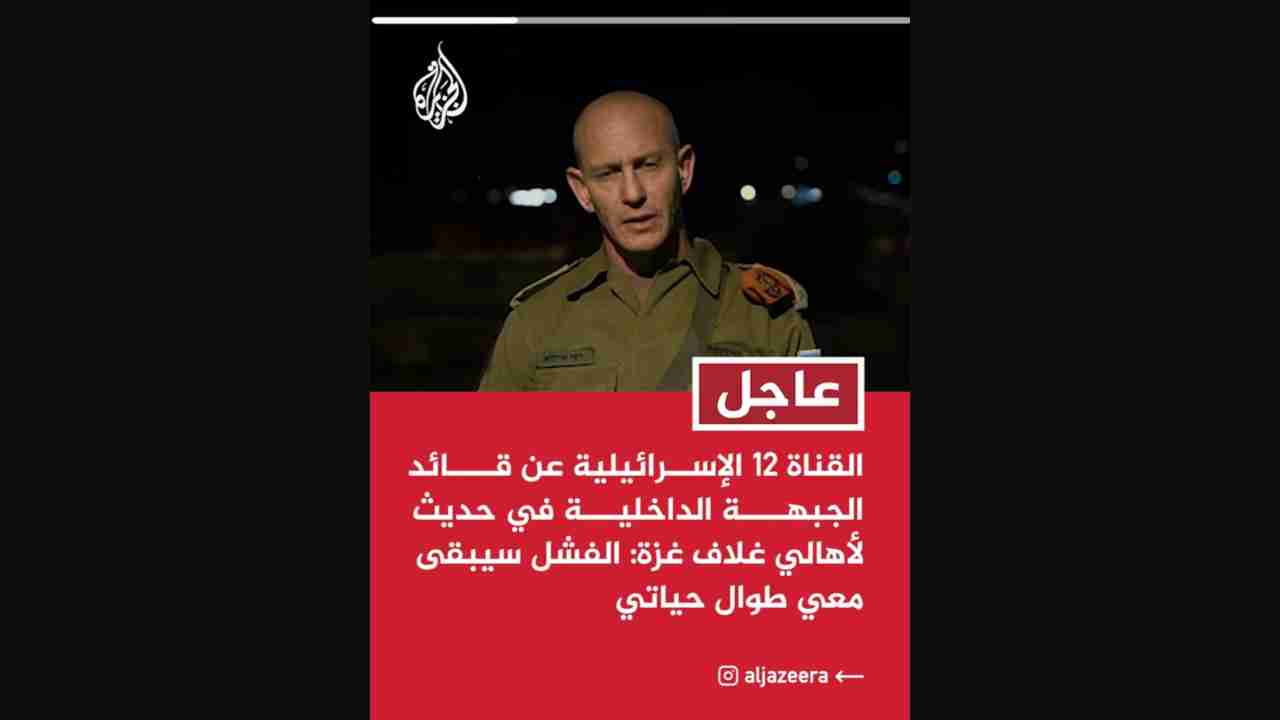 الجزيرة
عاجل
القناة 12 الإسرائيلية عن قائد
الجبهة الداخلية في حديث
لأهالي غلاف غزة: الفشل سيبقى
معي طوال حياتي
aljazeera